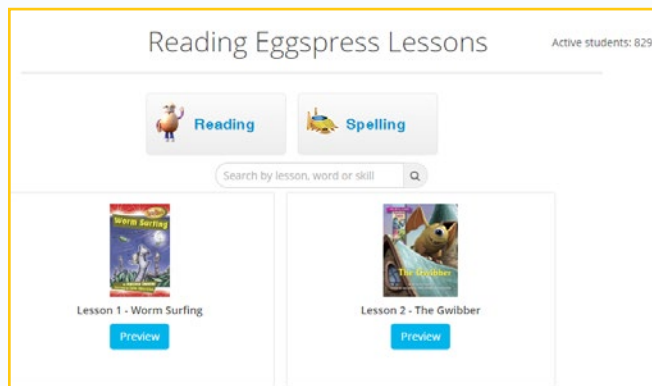 Reading Eggspress Lessons
Active students: 829
Reading
Spelling
Search by lesson, word or skill
Worm Surfing
The Gwibber
Lesson 1 - Worm Surfing
Lesson 2 - The Gwibber
Preview
Preview